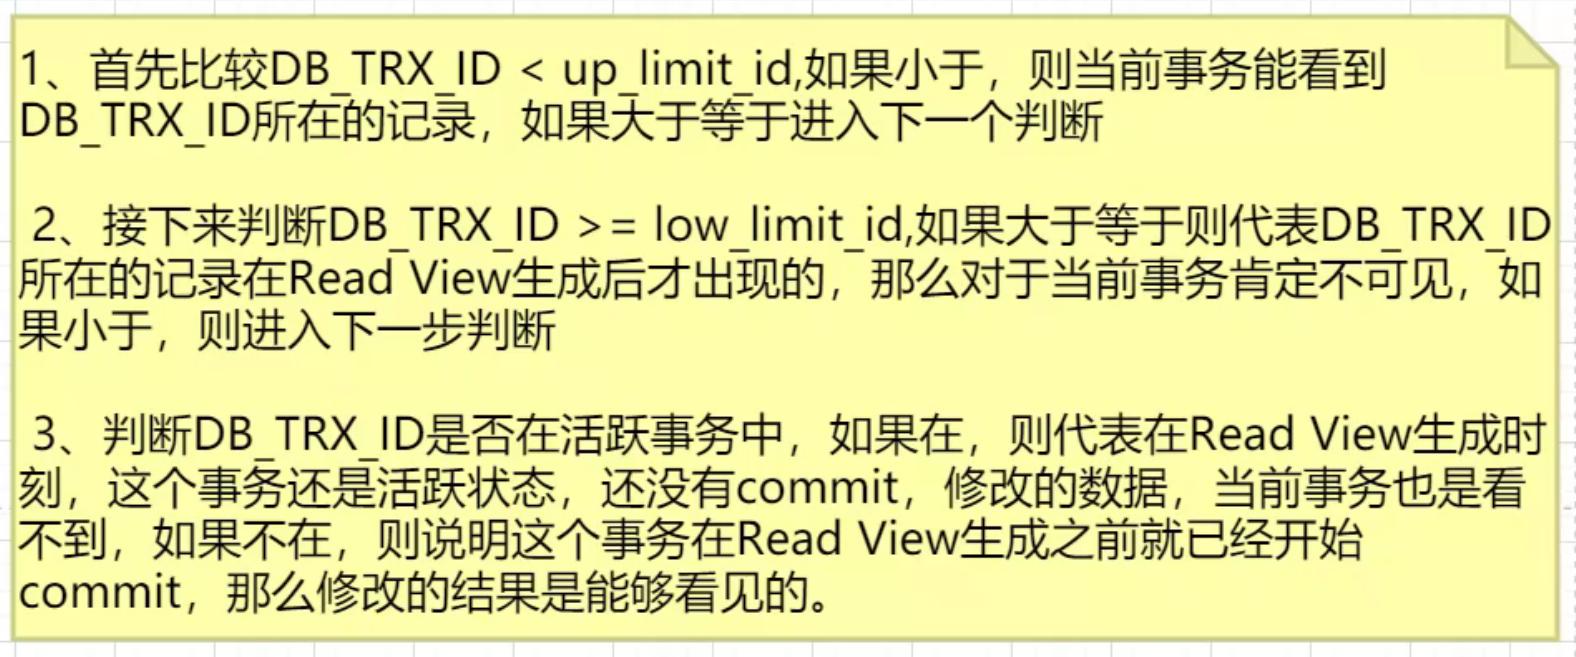 1、首先比较DB_TRX_ID < up_limit_id,如果小于，则当前事务能看到
DB_TRX_ID所在的记录，如果大于等于进入下一个判断
2、接下来判断DB_TRX_ID >= low_limit_id,如果大于等于则代表DB_TRX_ID
所在的记录在Read View生成后才出现的，那么对于当前事务肯定不可见，如
果小于，则进入下一步判断
3、判断DB_TRX_ID是否在活跃事务中，如果在，则代表在Read View生成时
刻，这个事务还是活跃状态，还没有commit，修改的数据，当前事务也是看
不到，如果不在，则说明这个事务在Read View生成之前就已经开始
commit，那么修改的结果是能够看见的。